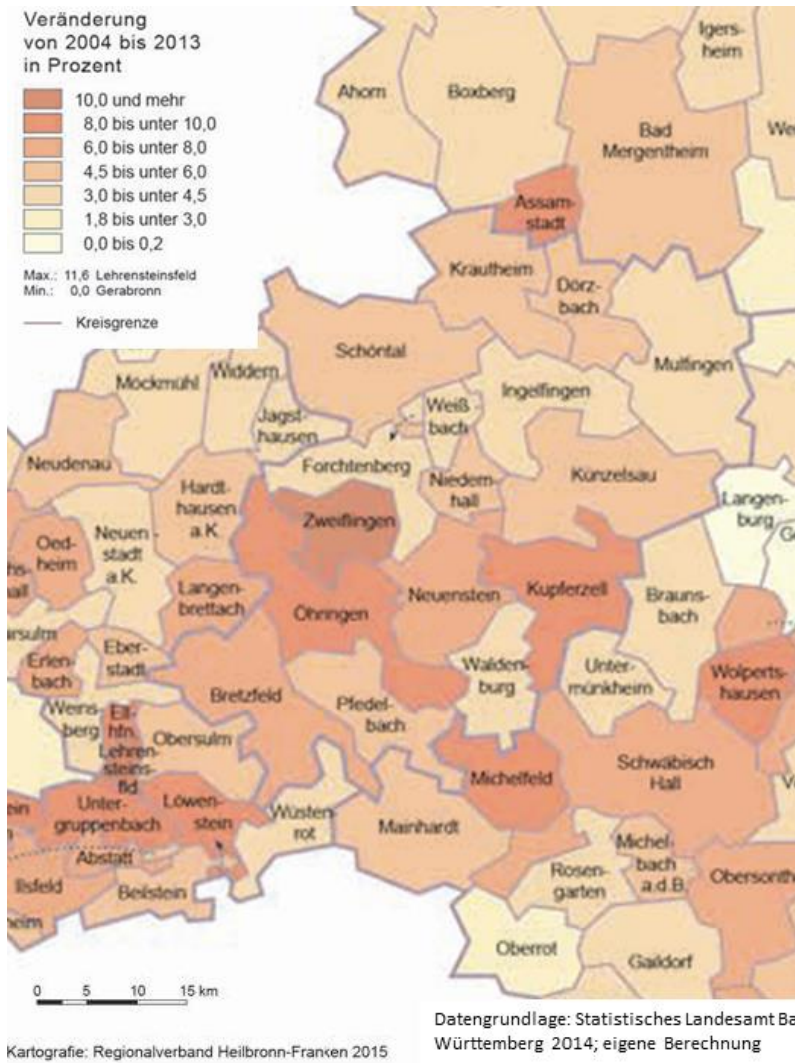 Veränderung
von 2004 bis 2013
in Prozent
10,0 und mehr
8,0 bis unter 10,0
6,0 bis unter 8,0
4,5 bis unter 6,0
3,0 bis unter 4,5
1,8 bis unter 3,0
0,0 bis 0,2
Max.: 11,6 Lehrensteinsfeld
Min.: 0,0 Gerabronn
Kreisgrenze
Igers-
heim
Ahorn
Boxberg
Bad
Mergentheim
We
Assam-
stadt
Krautheim
Dörz-
bach
Schöntal
Mulfingen
Möckmühl
Widdern
Jagst-
hausen
Weiß-
bach
Ingelfingen
Neudenau
Forchtenberg
Niedern-
hall
Künzelsau
Hardt-
hausen
a.K.
Langen-
burg
Zweiflingen
Oed-
heim
Neuen-
stadt
a.K.
hs-
hall
Langen-
brettach
Öhringen
Neuenstein
Kupferzell
Brauns-
bach
arsulm
Erlen-
bach
Eber-
stadt
Walden-
burg
Unter-
münkheim
Wolperts-
hausen
Bretzfeld
Pfedel-
bach
Weins-
berg
Ell-
hfn.
Lehren-
steins-
fld
Obersulm
Schwäbisch
Hall
Michelfeld
ein
Unter-
gruppenbach
Löwen-
stein
Wüsten-
rot
Mainhardt
Abstatt
Michel-
bach
a.d.B.
Rosen-
garten
Ilsfeld
Beilstein
Obersonth
heim
Oberrot
Gaildorf
0 5 10 15 km
Datengrundlage: Statistisches Landesamt Ba
Württemberg 2014; eigene Berechnung
Kartografie: Regionalverband Heilbronn-Franken 2015